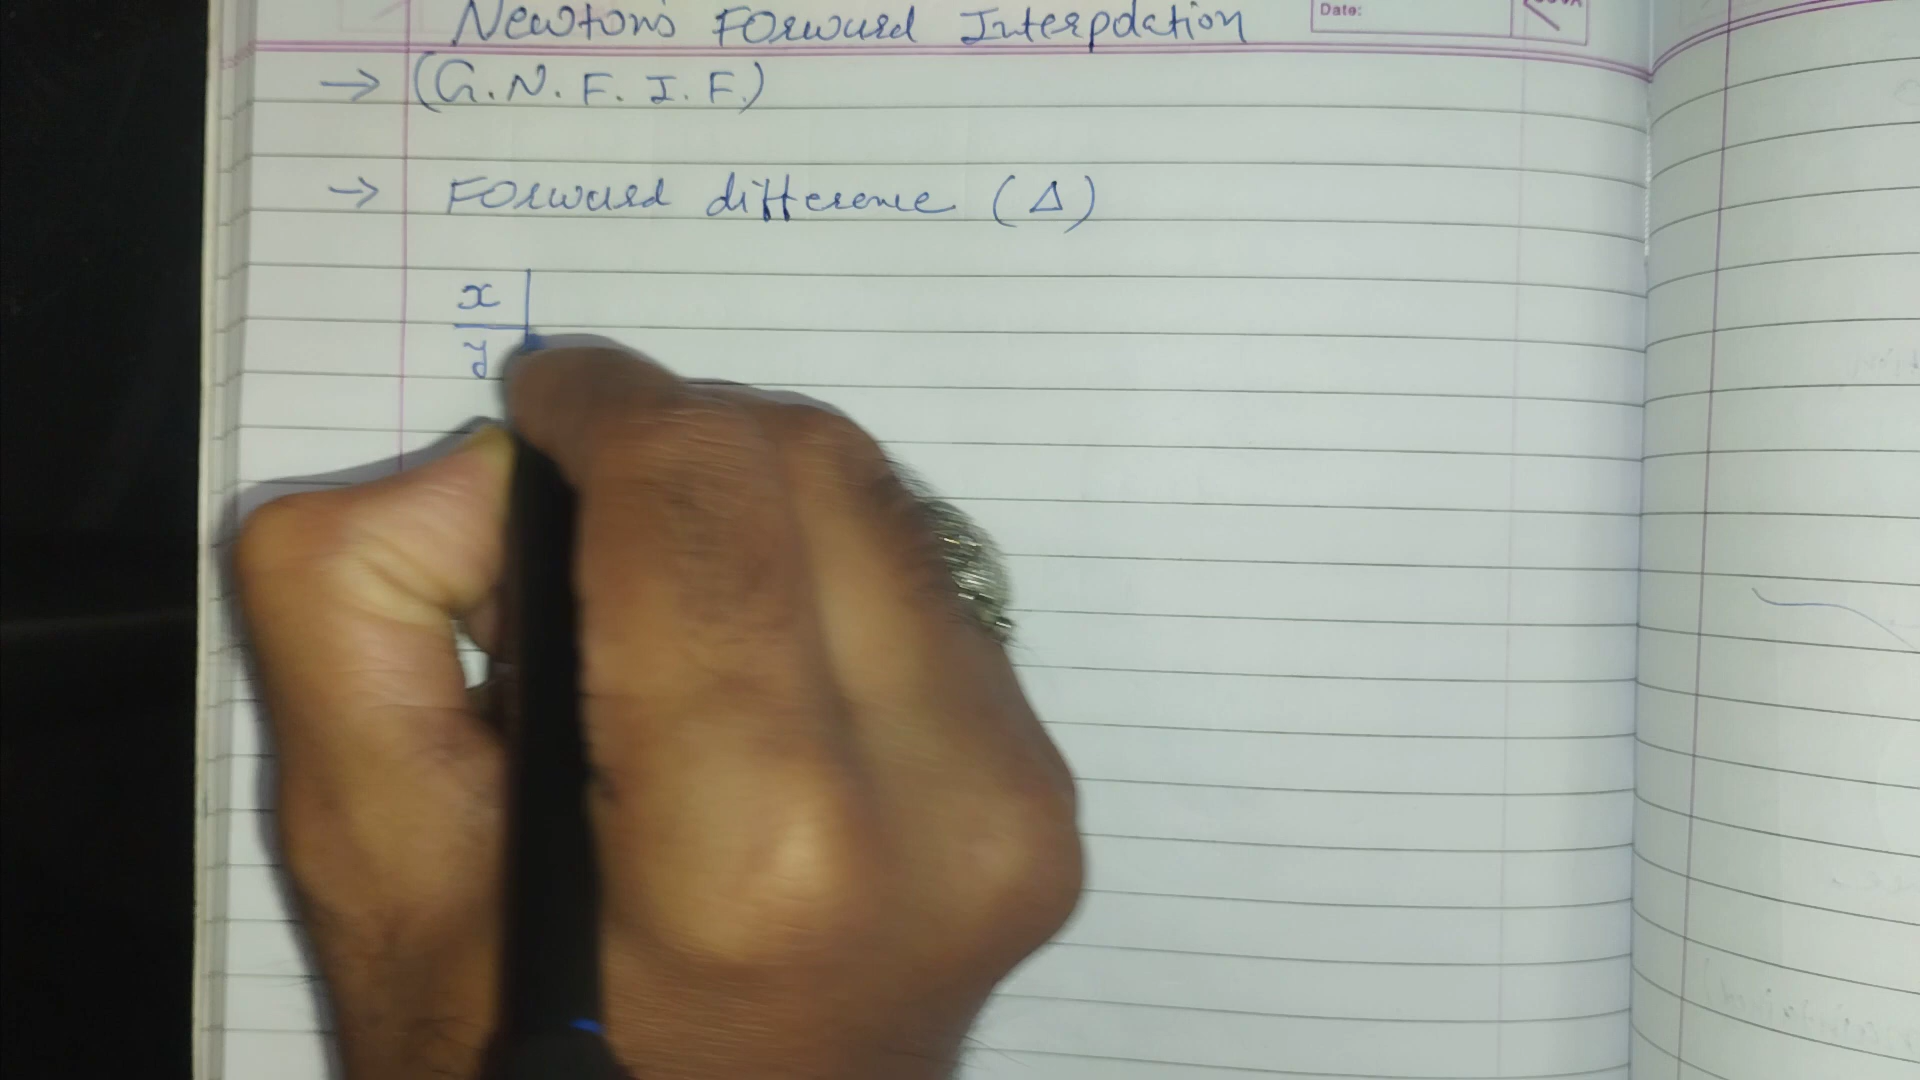 Newton's Forward Interpolation
Date:
→ (G.N.F.I.F.)
→ Forward difference (Δ)
x
y